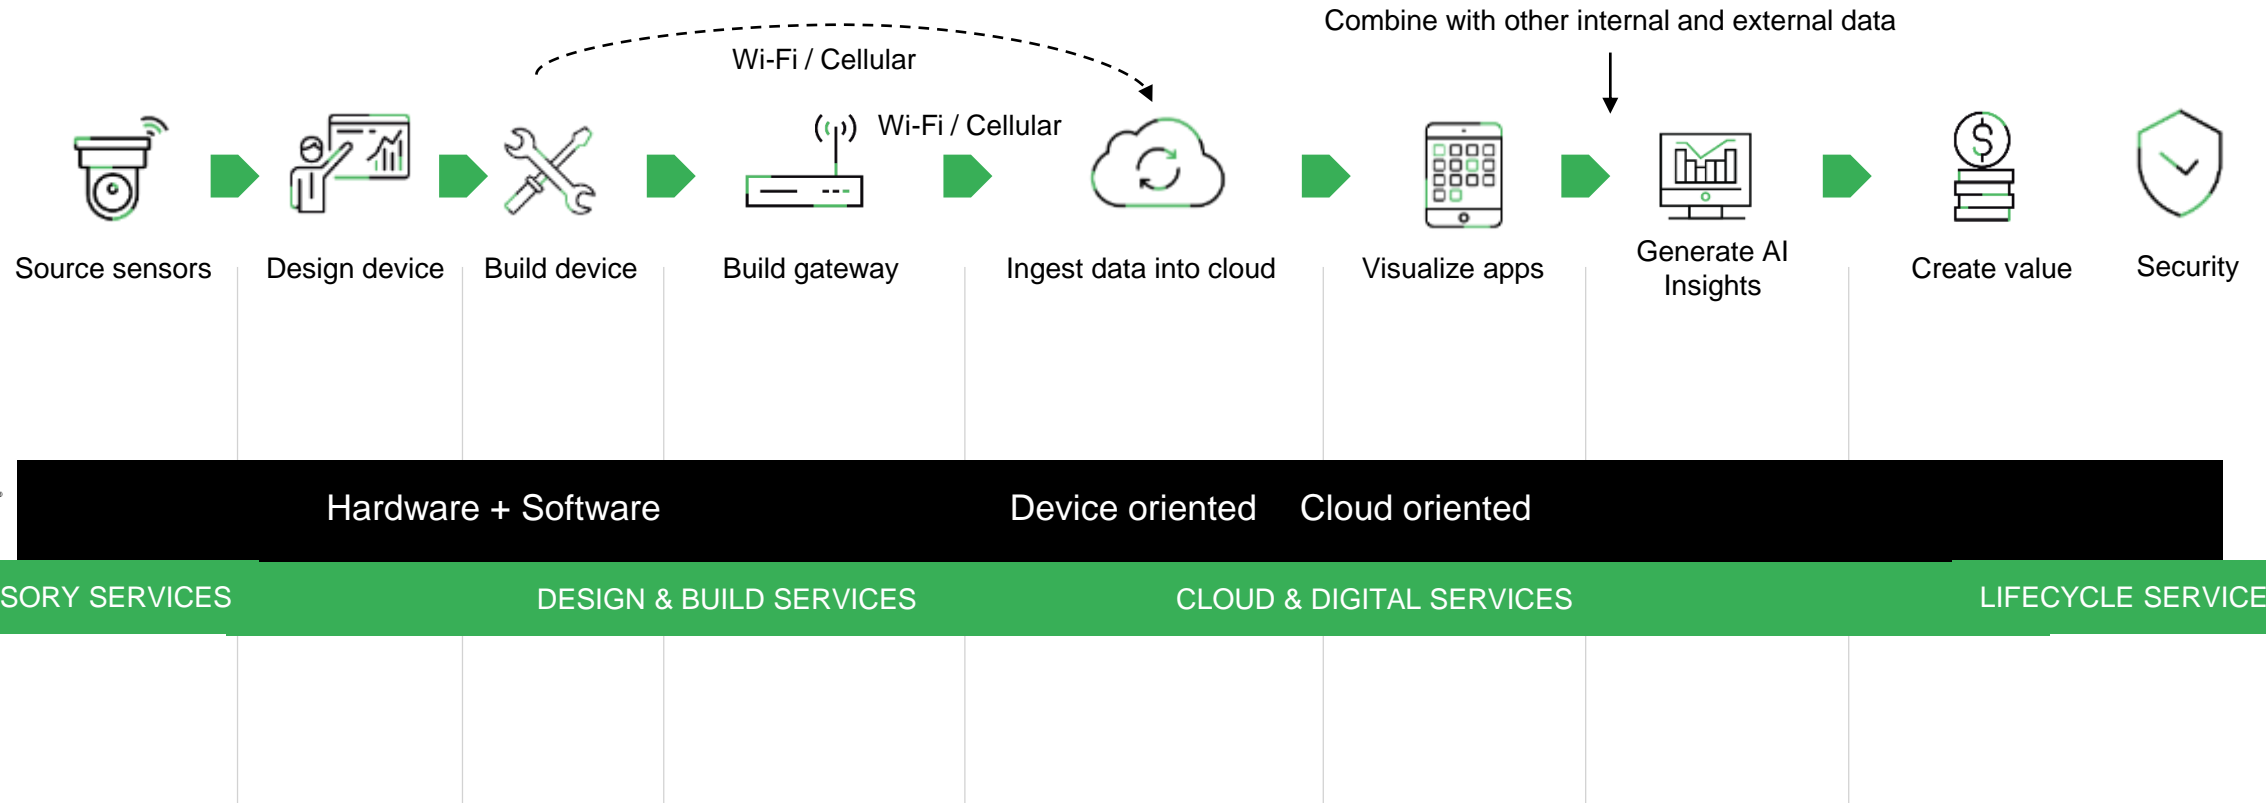 Combine with other internal and external data
Wi-Fi / Cellular
Wi-Fi / Cellular
Source sensors
Design device
Build device
Build gateway
Ingest data into cloud
Visualize apps
Generate AI
Insights
Create value
Security
Hardware + Software
Device oriented
Cloud oriented
SORY SERVICES
DESIGN & BUILD SERVICES
CLOUD & DIGITAL SERVICES
LIFECYCLE SERVICE